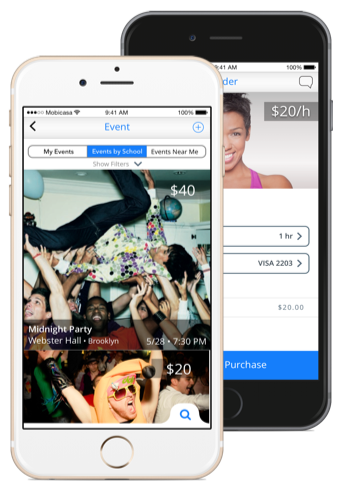 ●●●○○ Mobicasa 9:41 AM 100%
Event
My Events Events by School Events Near Me
Show Filters
$40
Midnight Party
Webster Hall • Brooklyn 5/28 • 7:30 PM
$20
:41 AM 100%
der
$20/h
1 hr
VISA 2203
$20.00
Purchase